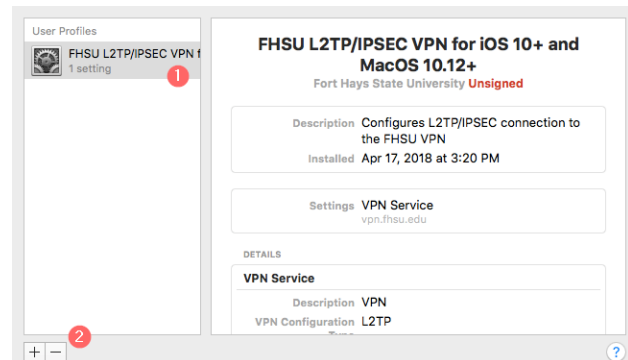 User Profiles
FHSU L2TP/IPSEC VPN f
1 setting
1
FHSU L2TP/IPSEC VPN for iOS 10+ and
MacOS 10.12+
Fort Hays State University Unsigned
Description Configures L2TP/IPSEC connection to
the FHSU VPN
Installed Apr 17, 2018 at 3:20 PM
Settings VPN Service
vpn.fhsu.edu
DETAILS
VPN Service
Description VPN
VPN Configuration L2TP
Type
2
+ −
?